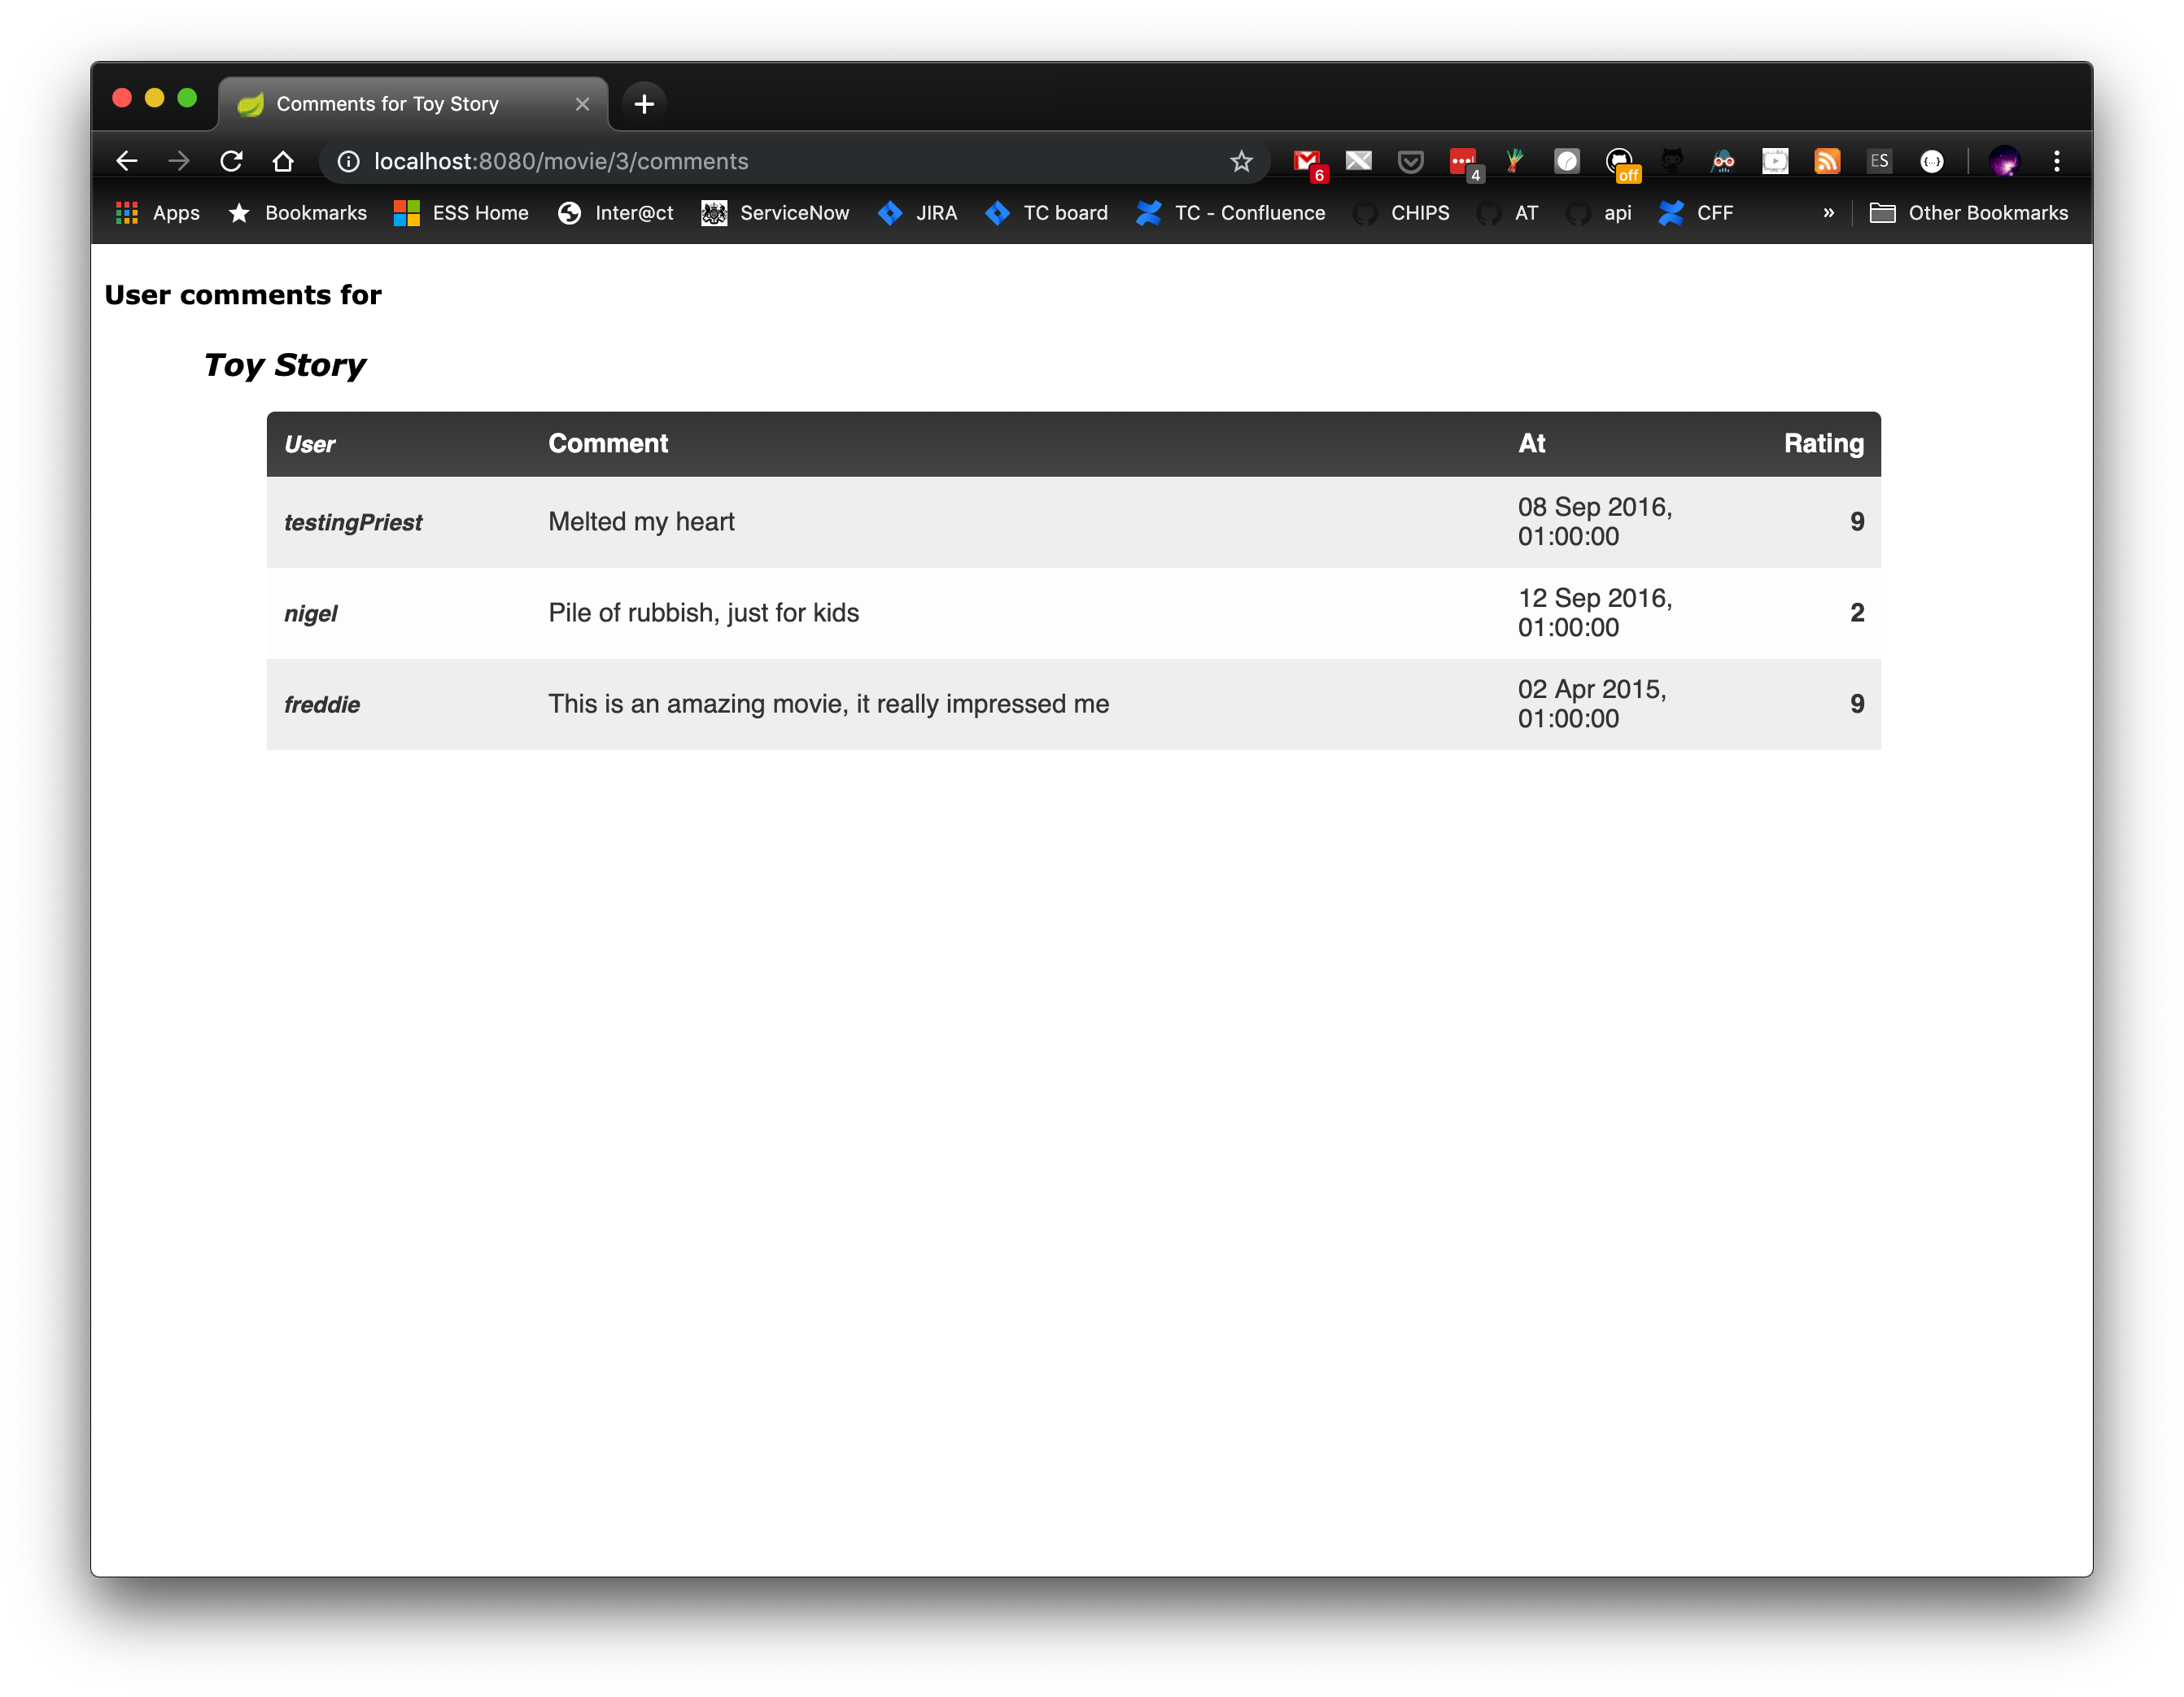 Comments for Toy Story
localhost:8080/movie/3/comments
6
4
off
ES
{...}
Apps Bookmarks ESS Home Inter@ct ServiceNow JIRA TC board TC - Confluence CHIPS AT api CFF » Other Bookmarks
User comments for
Toy Story
User Comment At Rating
testingPriest Melted my heart 08 Sep 2016, 01:00:00 9
nigel Pile of rubbish, just for kids 12 Sep 2016, 01:00:00 2
freddie This is an amazing movie, it really impressed me 02 Apr 2015, 01:00:00 9